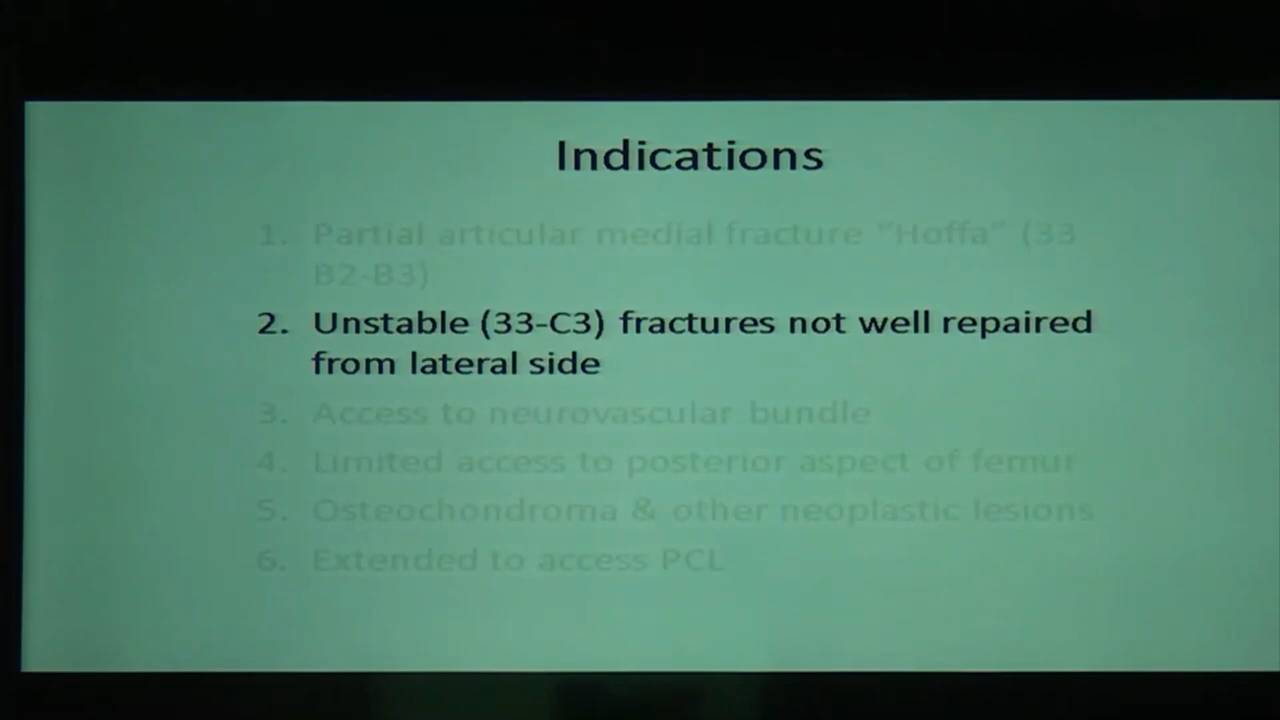 Indications
1. Partial articular medial fracture "Hoffa" (33
B2-B3)
2. Unstable (33-C3) fractures not well repaired
from lateral side
3. Access to neurovascular bundle
4. Limited access to posterior aspect of femur
5. Osteochondroma & other neoplastic lesions
6. Extended to access PCL